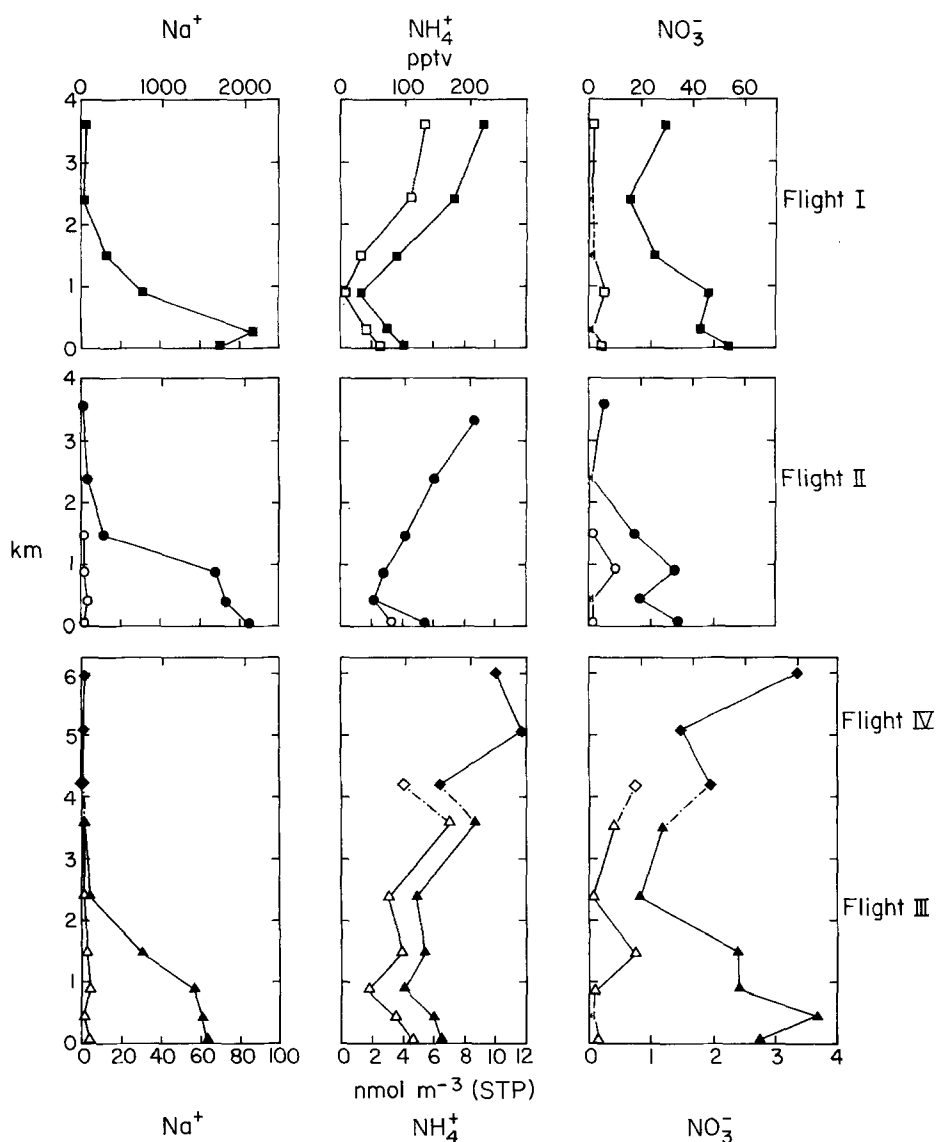 Na⁺ NH₄⁺ NO₃⁻
pptv
0 1000 2000 0 100 200 0 20 40 60
4
3
2
1
0
Flight I
4
3
2
1
0
Flight II
km
6
5
4
3
2
1
0
Flight IV
Flight III
0 20 40 60 80 100 0 2 4 6 8 10 12 0 1 2 3 4
nmol m⁻³ (STP)
Na⁺ NH₄⁺ NO₃⁻